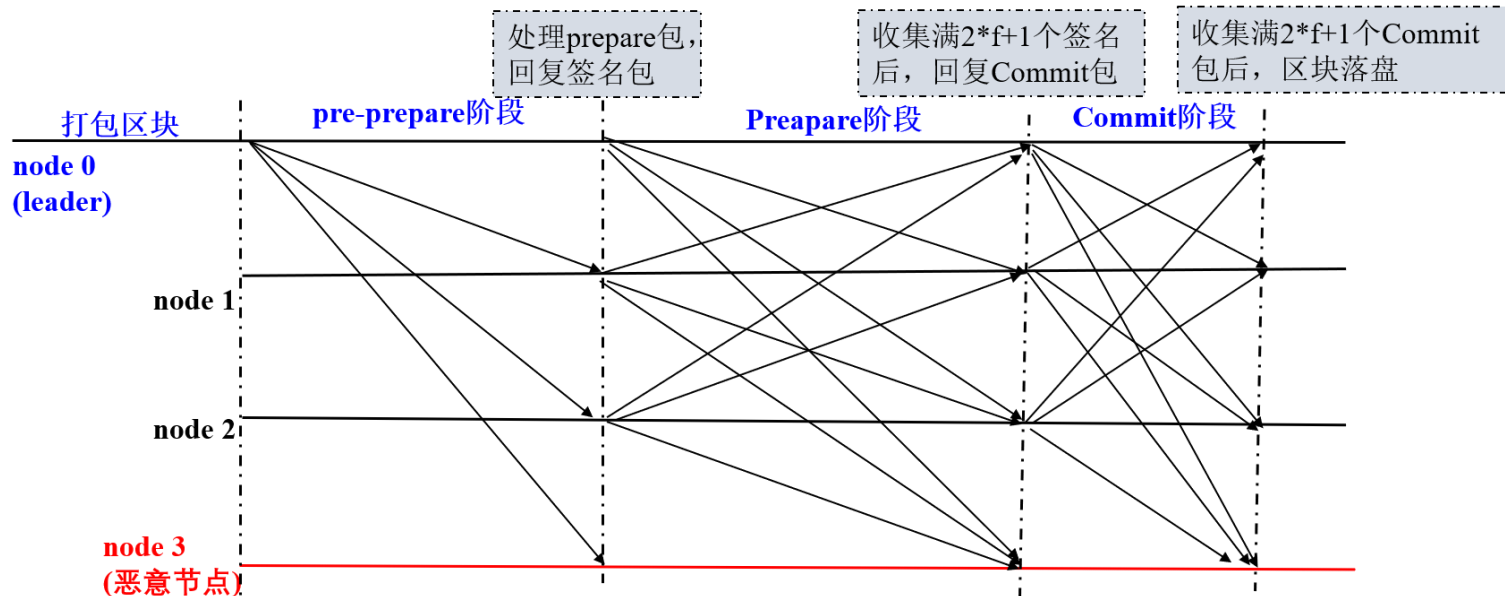 处理prepare包，
回复签名包
收集满2*f+1个签名
后，回复Commit包
收集满2*f+1个Commit
包后，区块落盘
打包区块
pre-prepare阶段
Preapare阶段
Commit阶段
node 0
(leader)
node 1
node 2
node 3
(恶意节点)